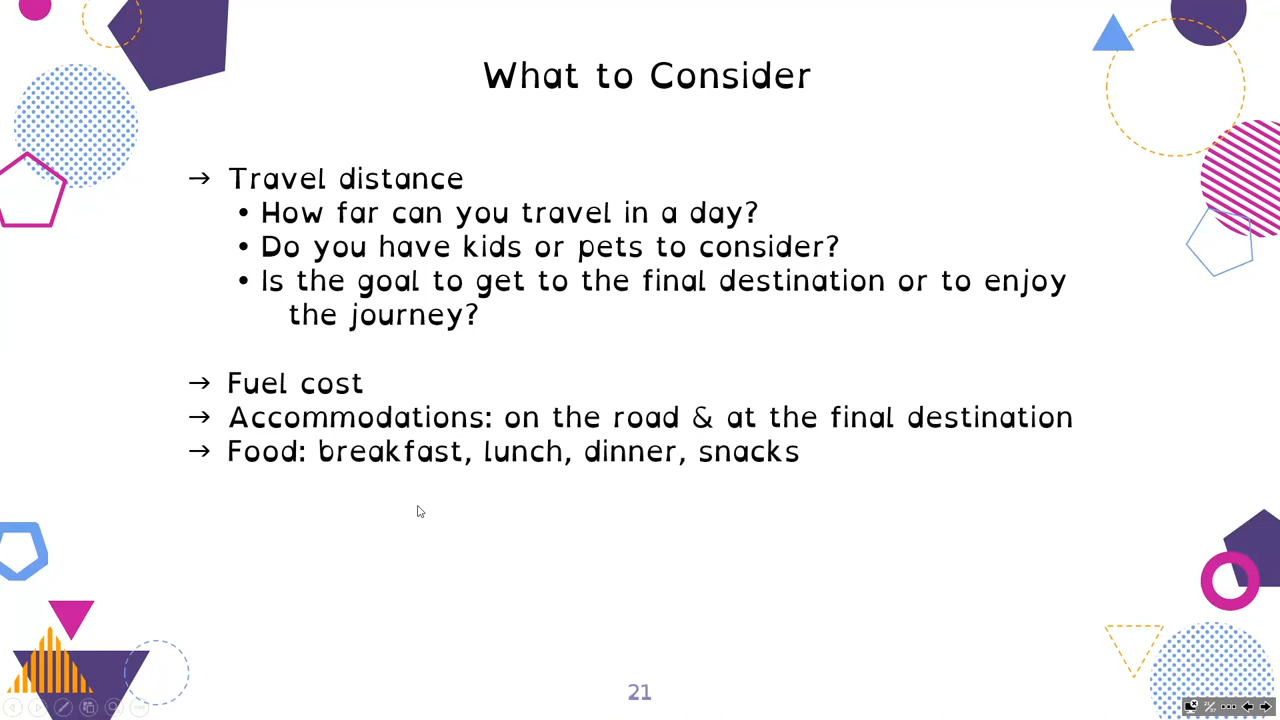 What to Consider
→ Travel distance
• How far can you travel in a day?
• Do you have kids or pets to consider?
• Is the goal to get to the final destination or to enjoy
the journey?
→ Fuel cost
→ Accommodations: on the road & at the final destination
→ Food: breakfast, lunch, dinner, snacks
21